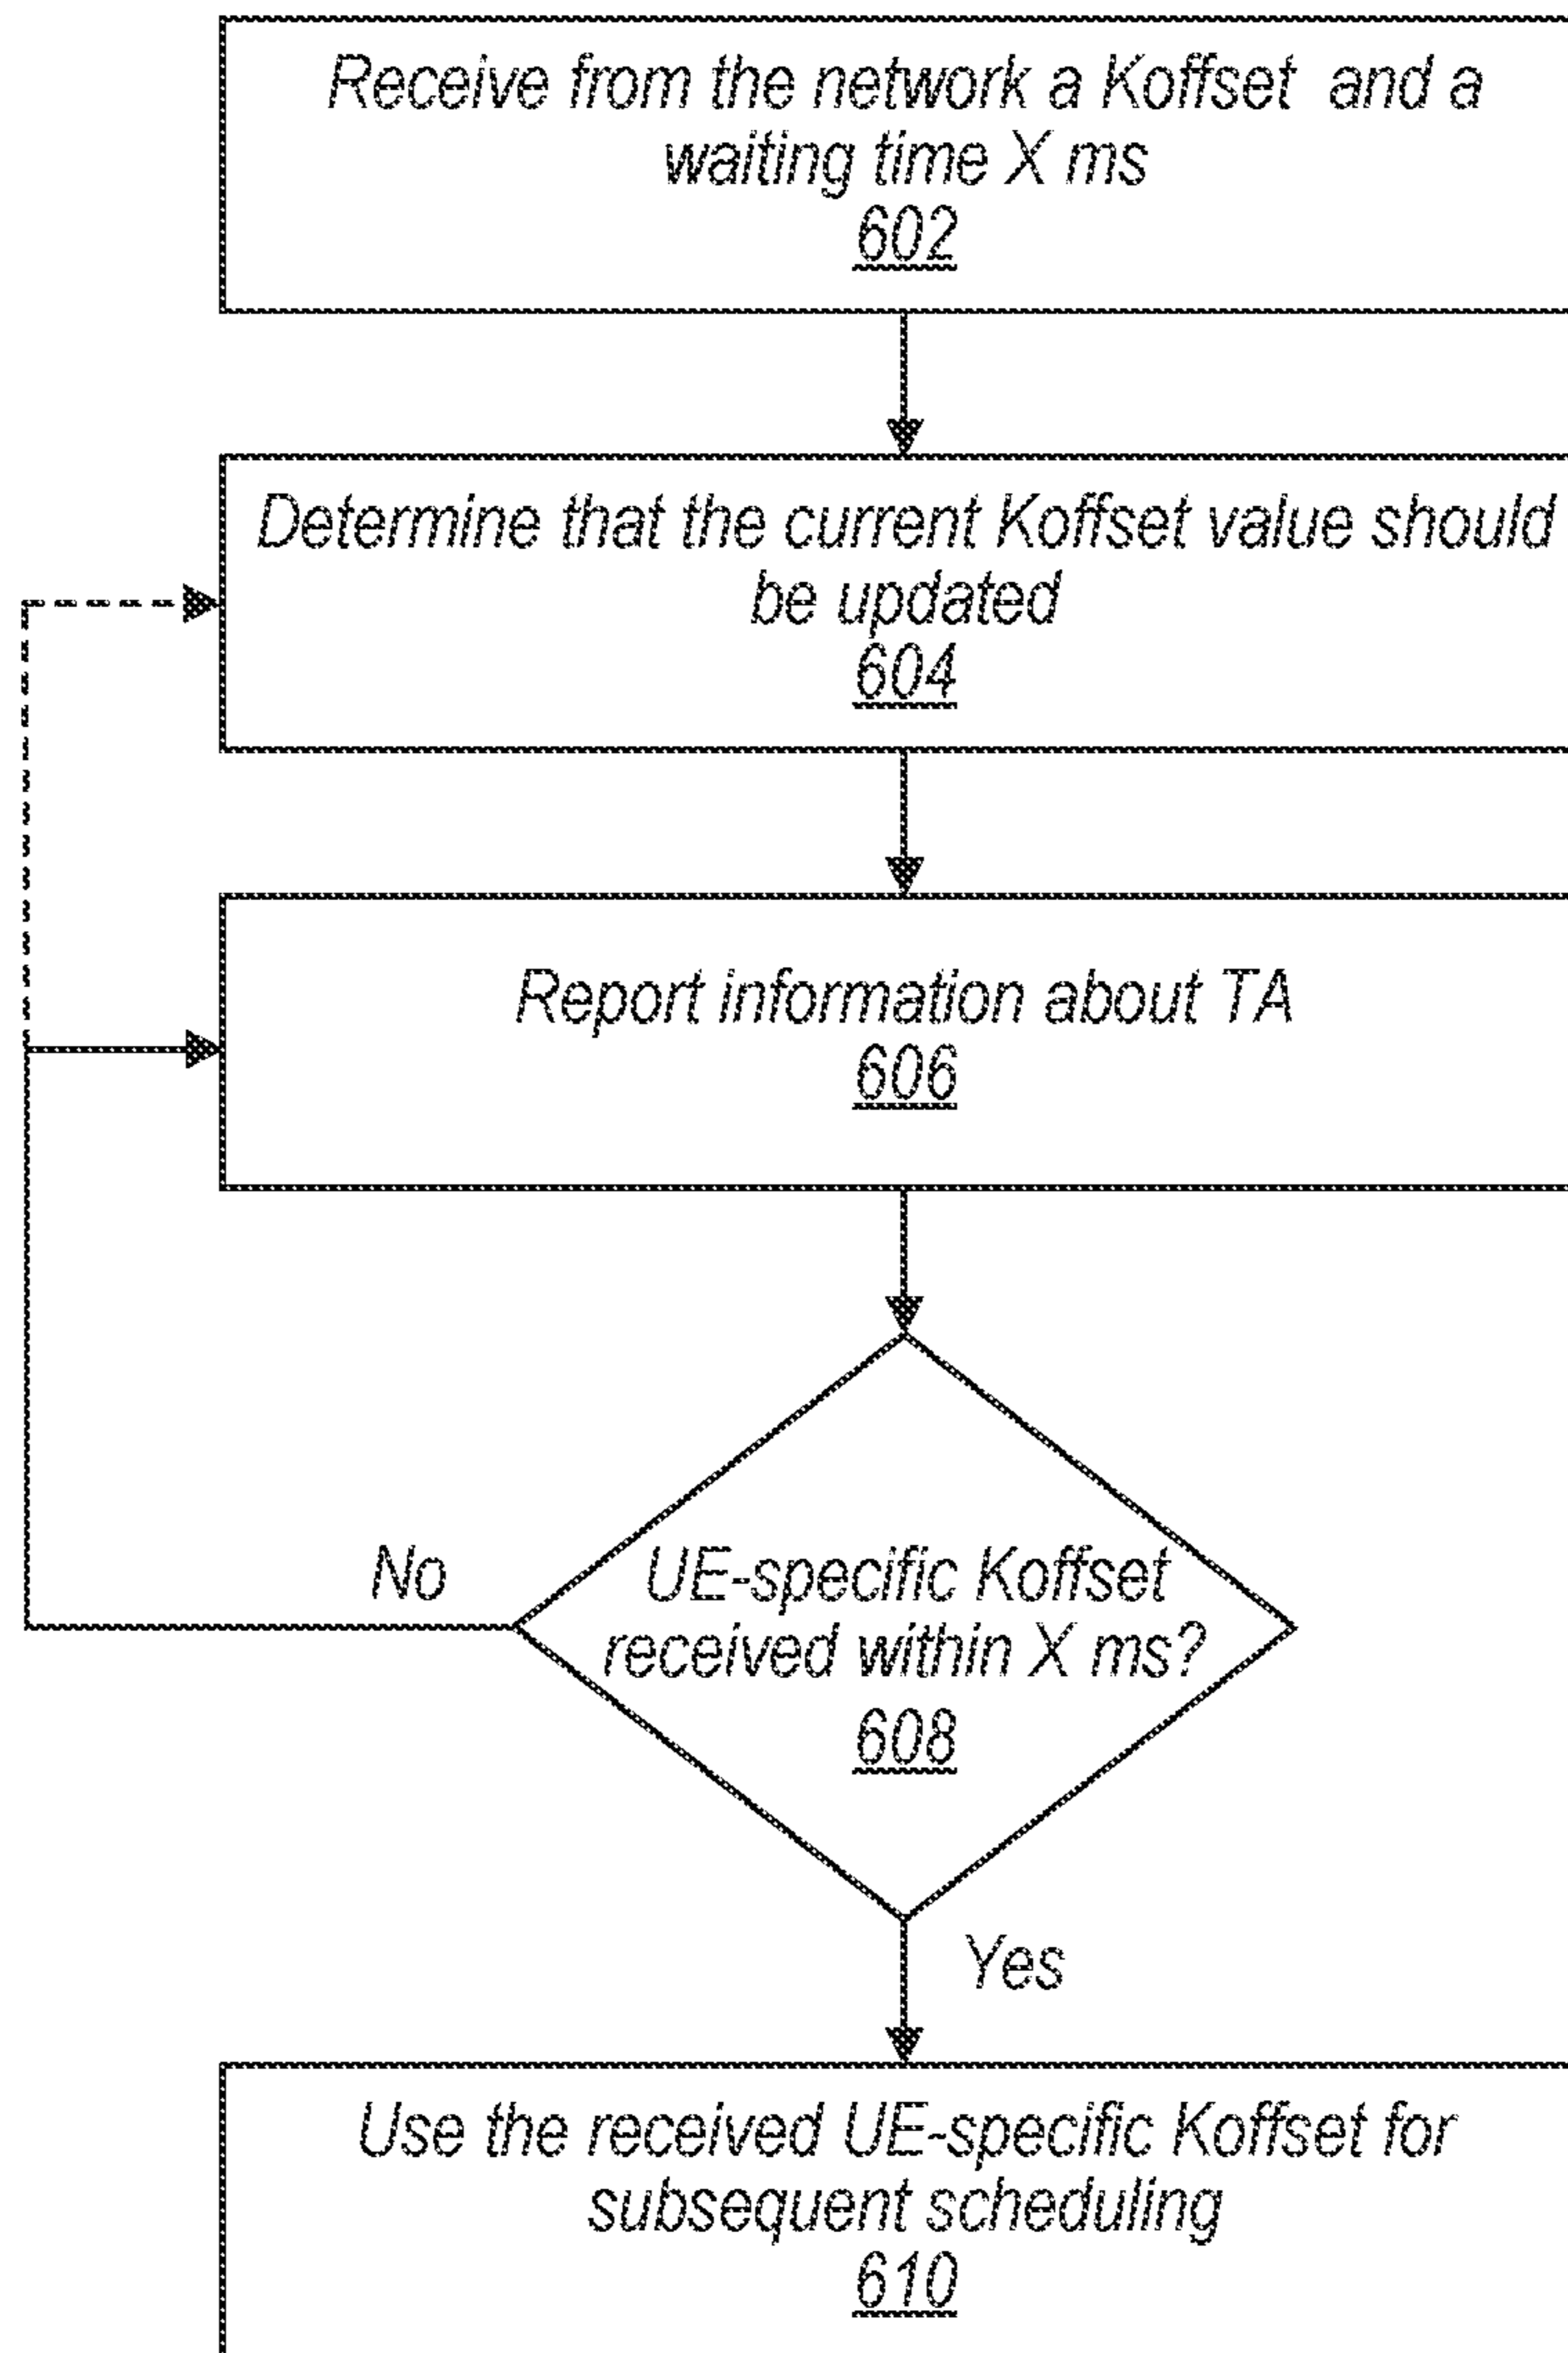 Receive from the network a Koffset and a
waiting time X ms
602
Determine that the current Koffset value should
be updated
604
Report information about TA
606
UE-specific Koffset
received within X ms?
608
No
Yes
Use the received UE-specific Koffset for
subsequent scheduling
610